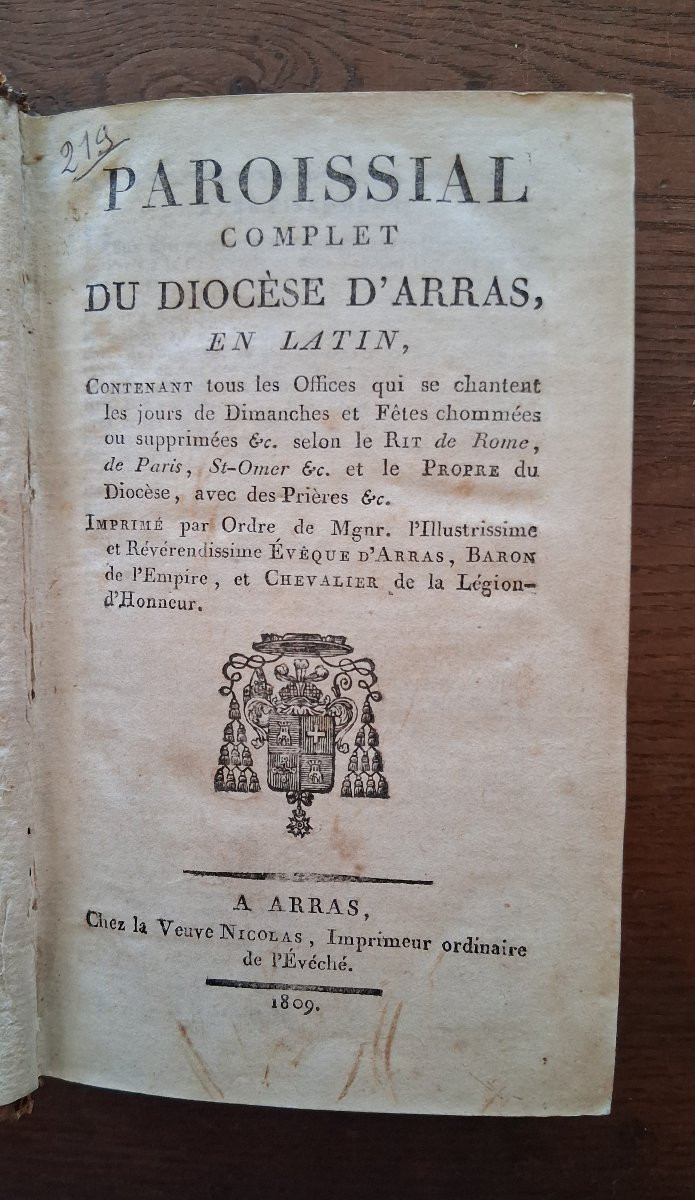 219
PAROISSIAL
COMPLET
DU DIOCÈSE D'ARRAS,
EN LATIN,
CONTENANT tous les Offices qui se chantent
les jours de Dimanches et Fêtes chommées
ou supprimées &c. selon le RIT de Rome,
de Paris, St-Omer &c. et le PROPRE du
Diocèse, avec des Prières &c.
IMPRIMÉ par Ordre de Mgnr. l'Illustrissime
et Révérendissime ÉVÊQUE D'ARRAS, BARON
de l'Empire, et CHEVALIER de la Légion-
d'Honneur.
A ARRAS,
Chez la Veuve NICOLAS, Imprimeur ordinaire
de l'Évéché.
1809.